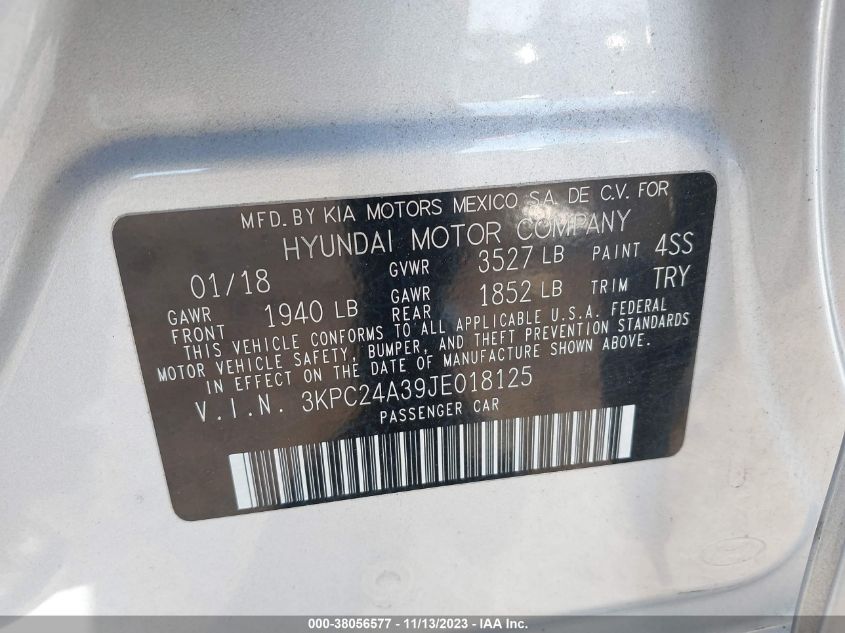 MFD. BY KIA MOTORS MEXICO S.A. DE C.V. FOR
HYUNDAI MOTOR COMPANY
01/18 GVWR 3527 LB PAINT 4SS
GAWR FRONT 1940 LB GAWR REAR 1852 LB TRIM TRY
THIS VEHICLE CONFORMS TO ALL APPLICABLE U.S.A. FEDERAL
MOTOR VEHICLE SAFETY, BUMPER, AND THEFT PREVENTION STANDARDS
IN EFFECT ON THE DATE OF MANUFACTURE SHOWN ABOVE.
V.I.N. 3KPC24A39JE018125
PASSENGER CAR
000-38056577 - 11/13/2023 - IAA Inc.